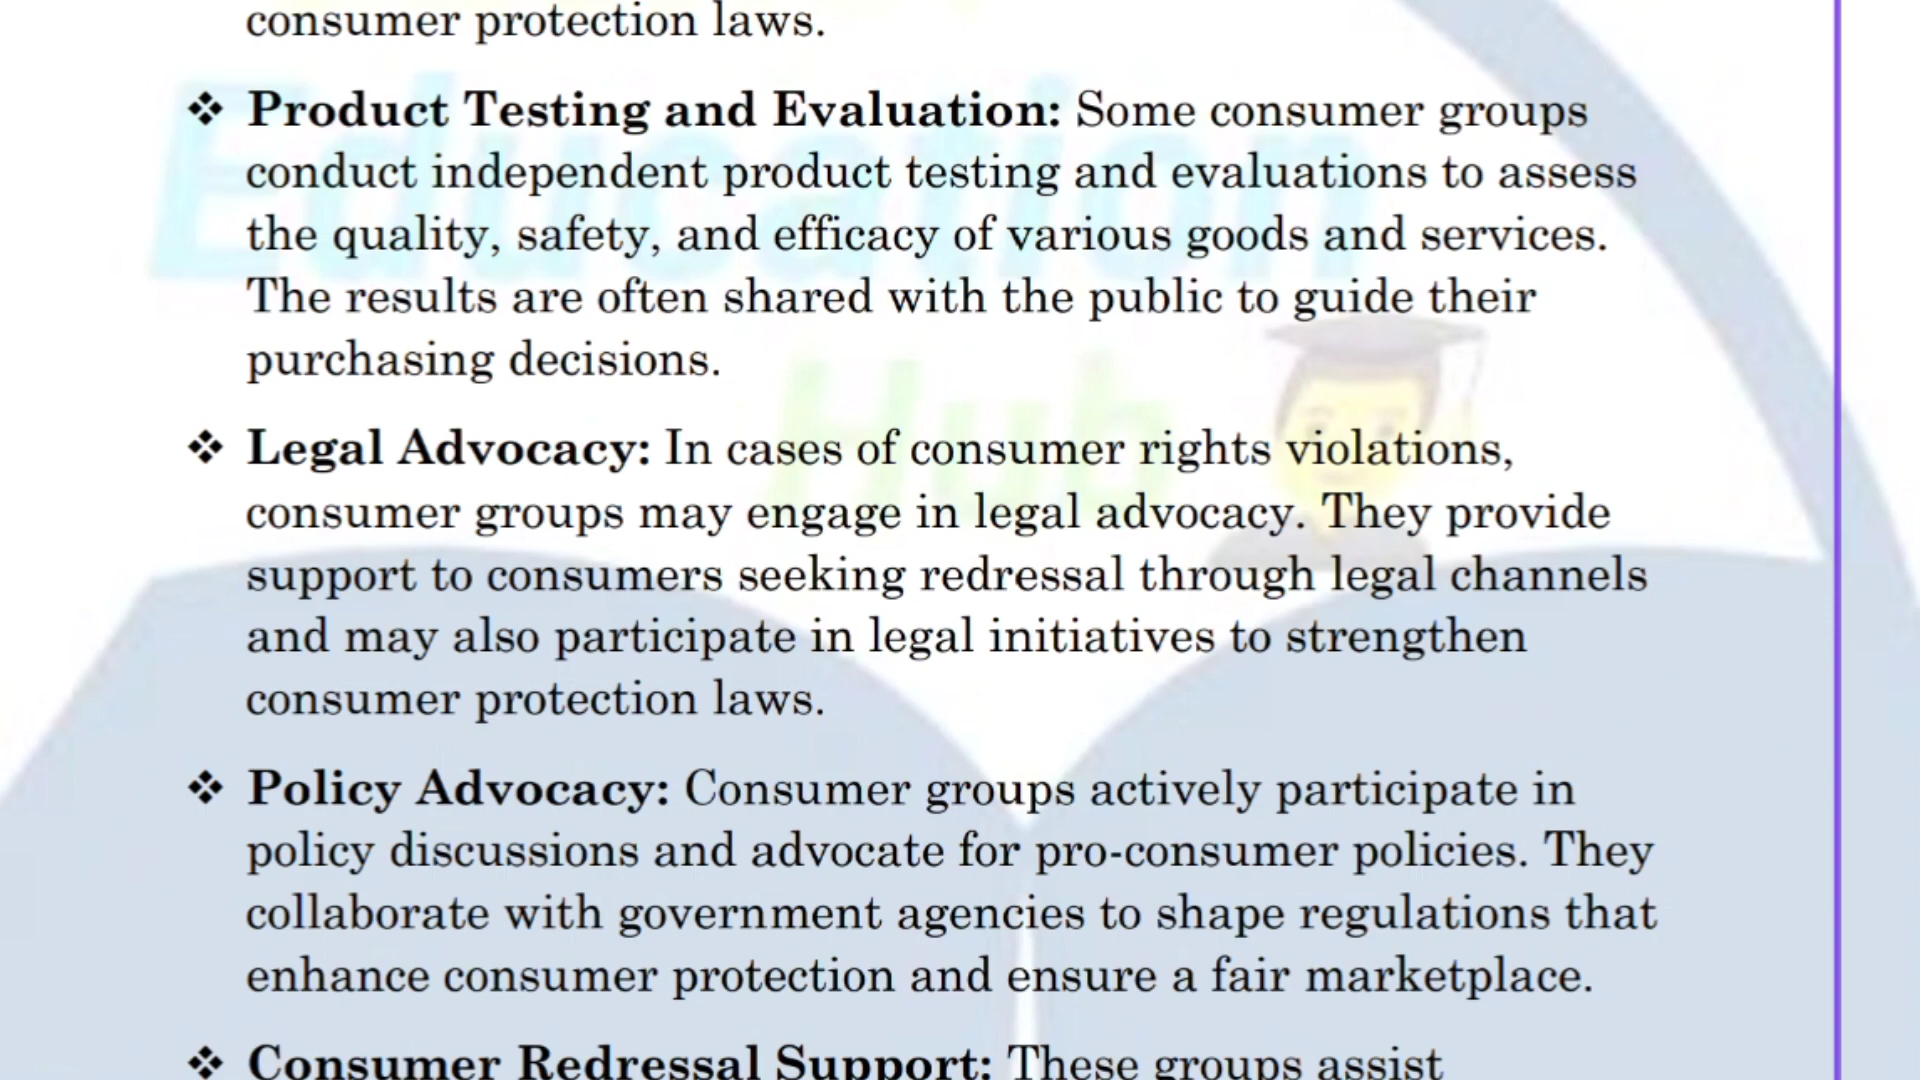 consumer protection laws.
❖ Product Testing and Evaluation: Some consumer groups
conduct independent product testing and evaluations to assess
the quality, safety, and efficacy of various goods and services.
The results are often shared with the public to guide their
purchasing decisions.
❖ Legal Advocacy: In cases of consumer rights violations,
consumer groups may engage in legal advocacy. They provide
support to consumers seeking redressal through legal channels
and may also participate in legal initiatives to strengthen
consumer protection laws.
❖ Policy Advocacy: Consumer groups actively participate in
policy discussions and advocate for pro-consumer policies. They
collaborate with government agencies to shape regulations that
enhance consumer protection and ensure a fair marketplace.
❖ Consumer Redressal Support: These groups assist
Education
Hub